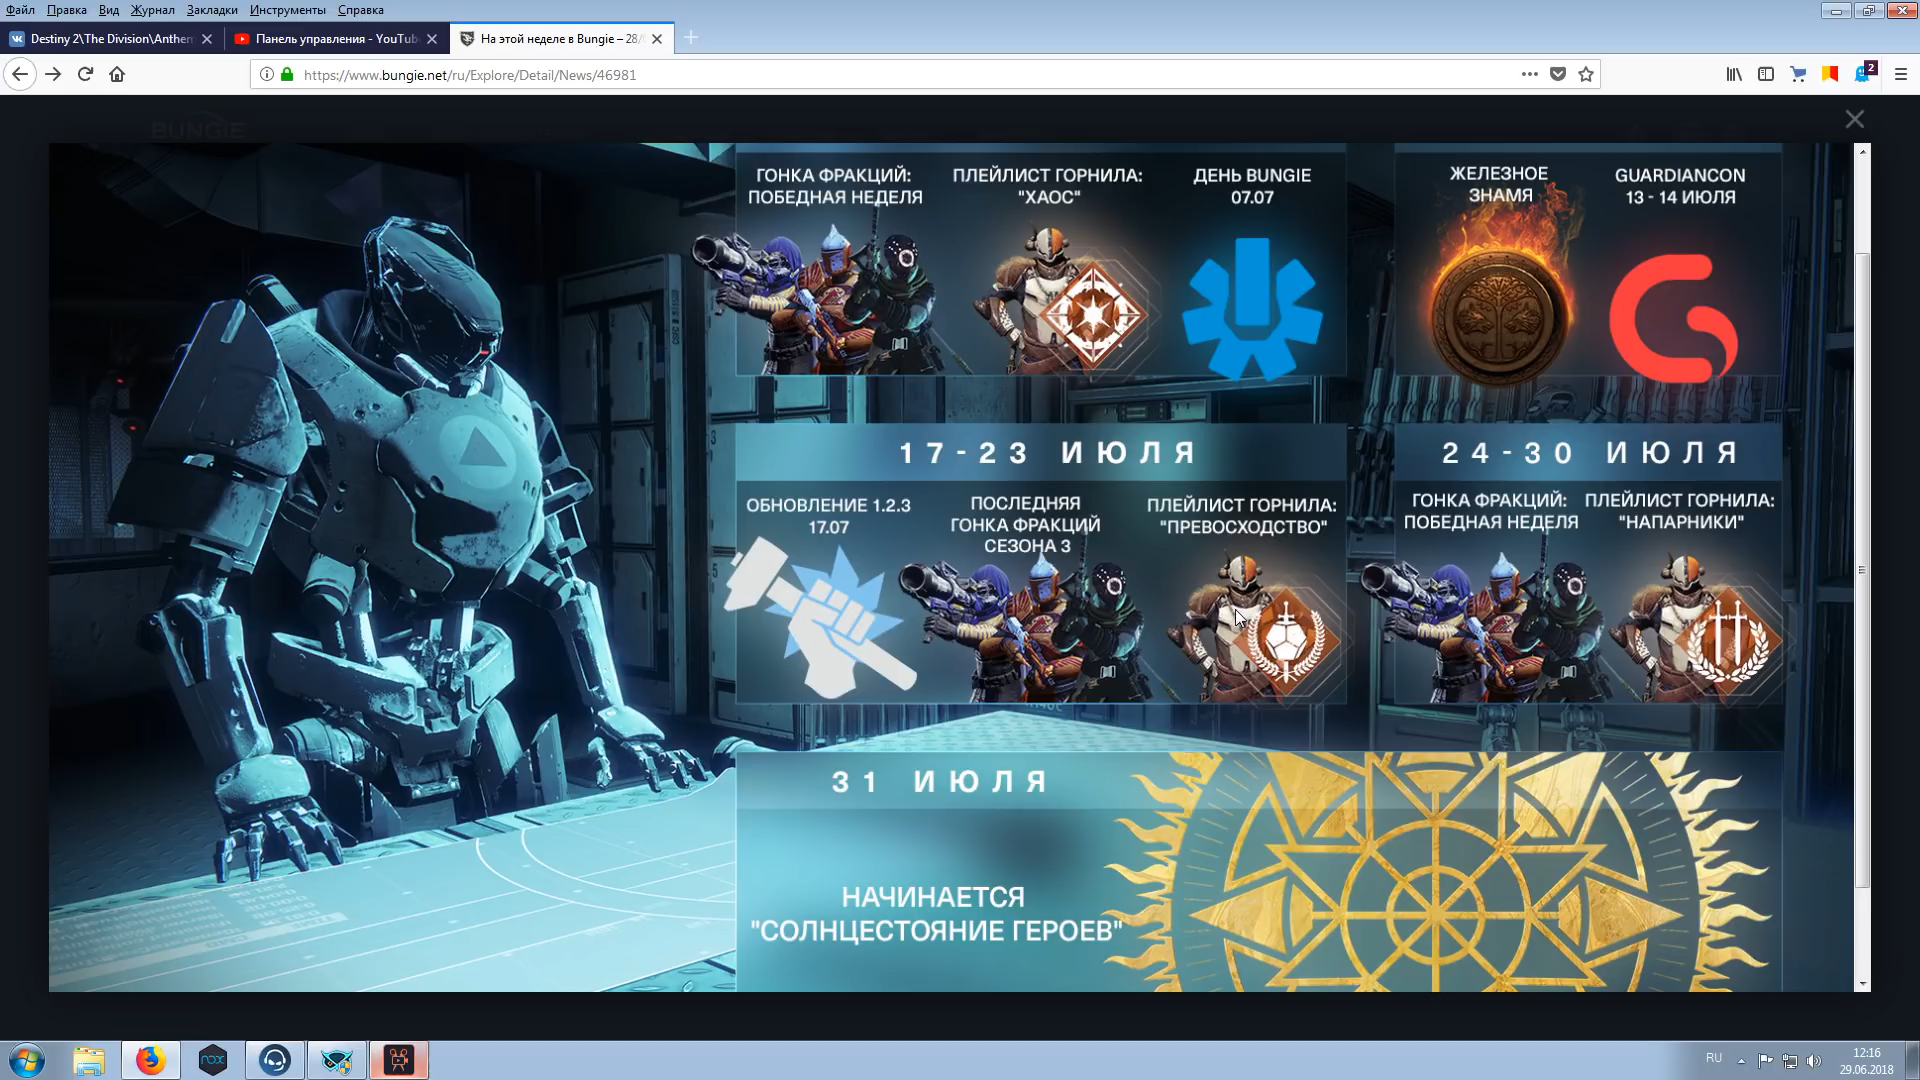 Файл Правка Вид Журнал Закладки Инструменты Справка
Destiny 2\The Division\Anthem
Панель управления - YouTub
На этой неделе в Bungie – 28/
https://www.bungie.net/ru/Explore/Detail/News/46981
2
BUNGIE
ГОНКА ФРАКЦИЙ:
ПОБЕДНАЯ НЕДЕЛЯ
ПЛЕЙЛИСТ ГОРНИЛА:
"ХАОС"
ДЕНЬ BUNGIE
07.07
ЖЕЛЕЗНОЕ
ЗНАМЯ
GUARDIANCON
13 - 14 ИЮЛЯ
17-23 ИЮЛЯ
ОБНОВЛЕНИЕ 1.2.3
17.07
ПОСЛЕДНЯЯ
ГОНКА ФРАКЦИЙ
СЕЗОНА 3
ПЛЕЙЛИСТ ГОРНИЛА:
"ПРЕВОСХОДСТВО"
24-30 ИЮЛЯ
ГОНКА ФРАКЦИЙ:
ПОБЕДНАЯ НЕДЕЛЯ
ПЛЕЙЛИСТ ГОРНИЛА:
"НАПАРНИКИ"
31 ИЮЛЯ
НАЧИНАЕТСЯ
"СОЛНЦЕСТОЯНИЕ ГЕРОЕВ"
nox
RU
12:16
29.06.2018